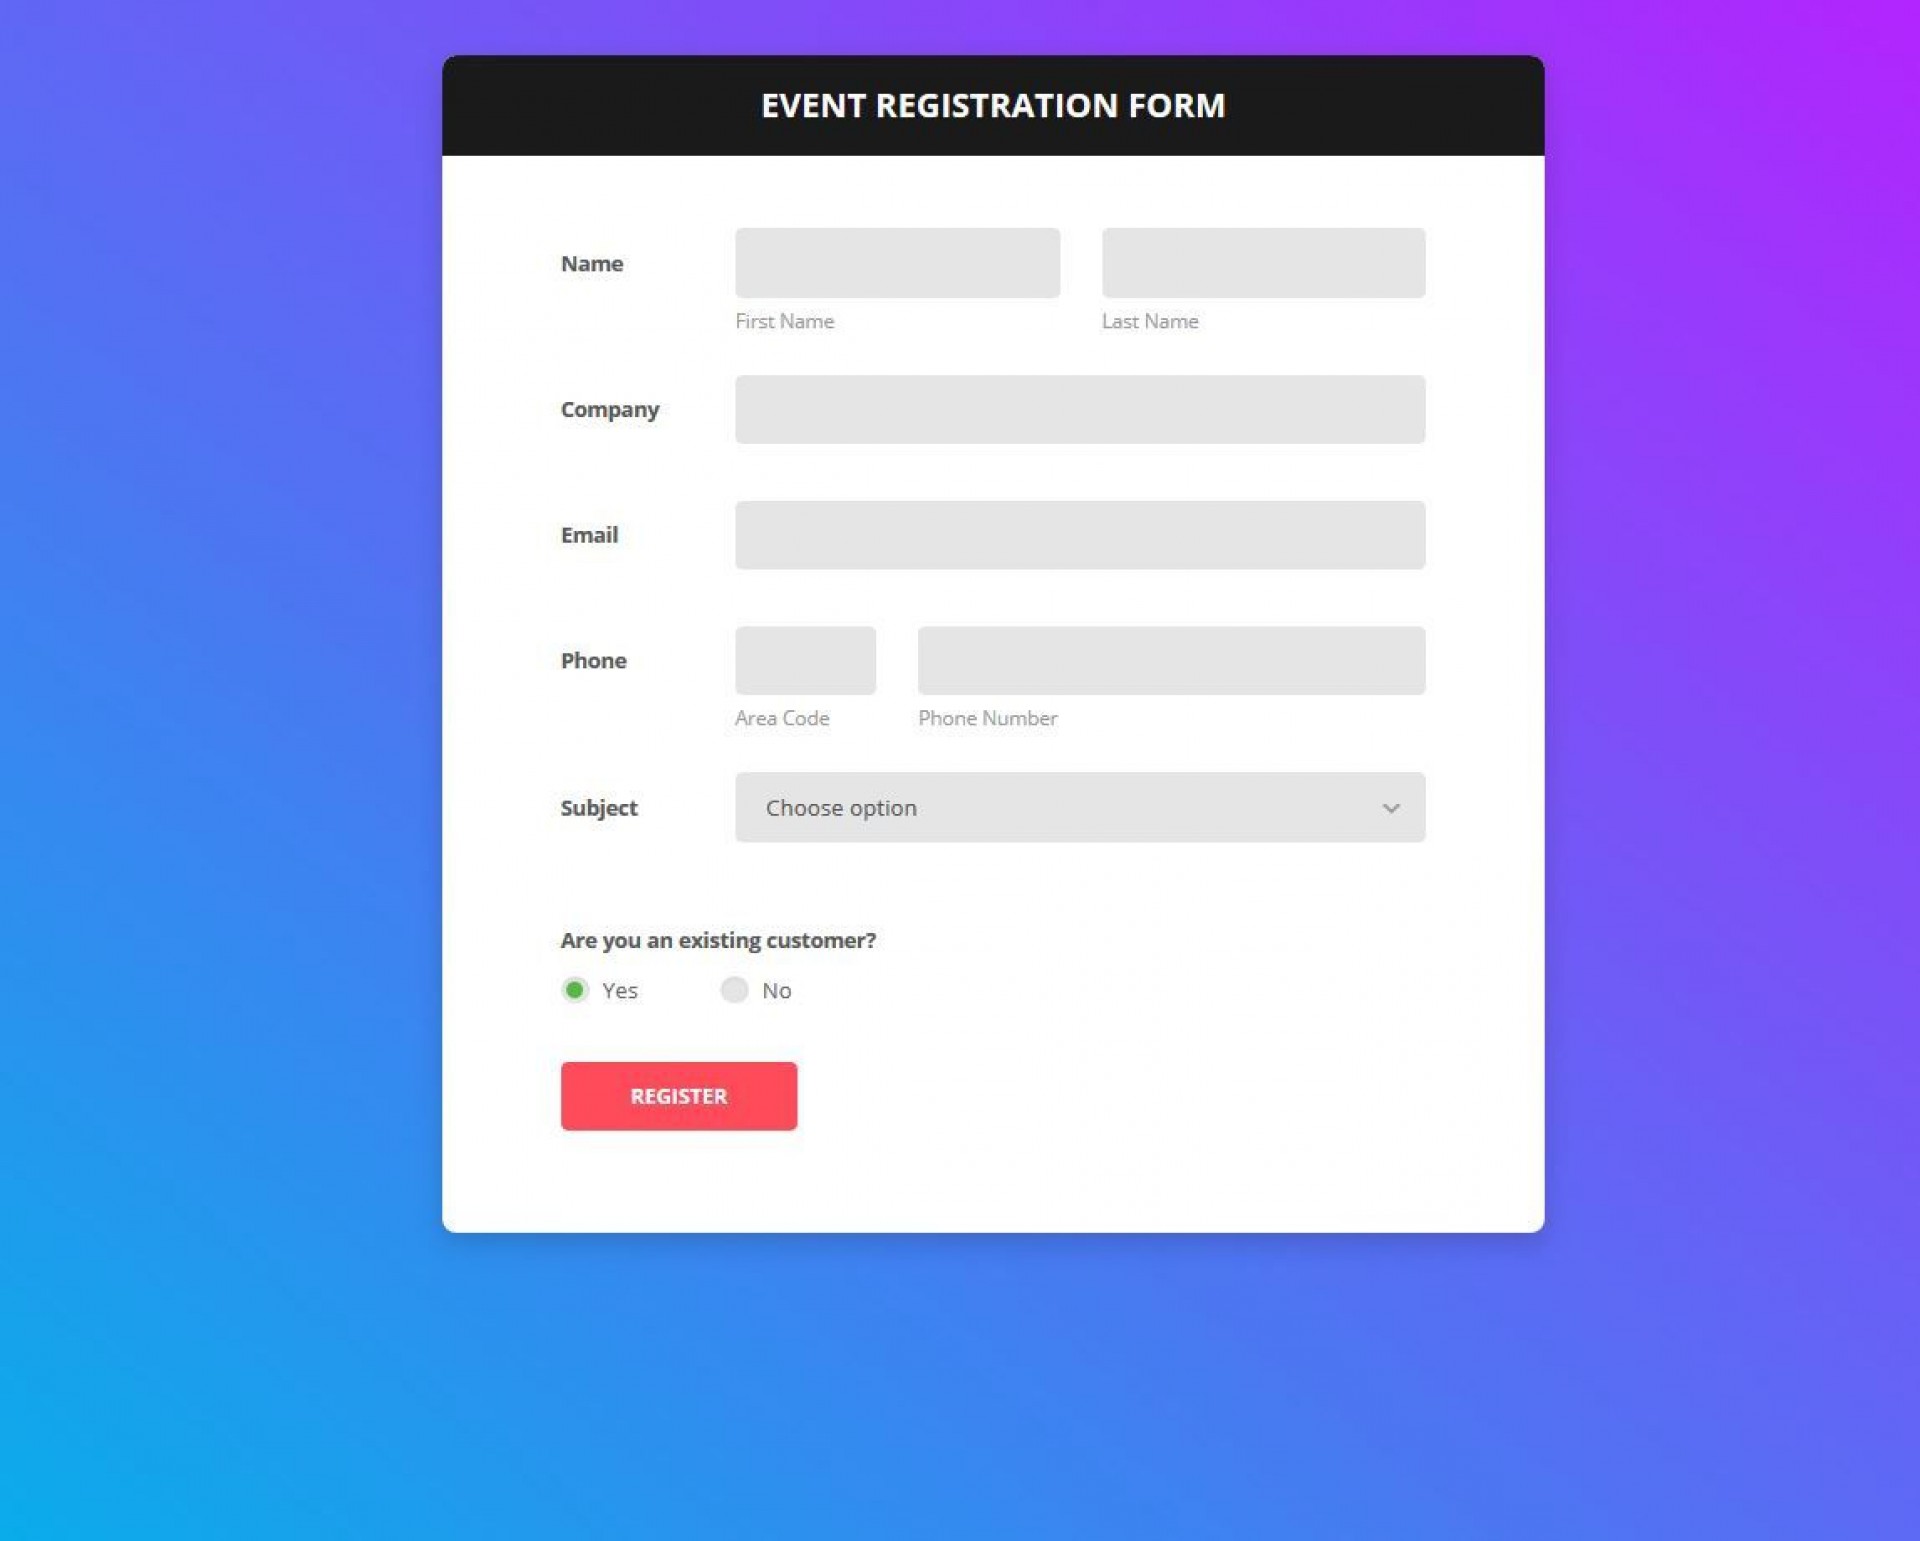 EVENT REGISTRATION FORM
Name
First Name Last Name
Company
Email
Phone
Area Code Phone Number
Subject Choose option
Are you an existing customer?
Yes No
REGISTER